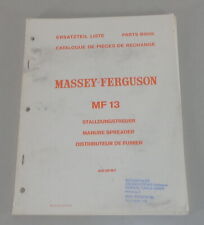 ERSATZTEIL LISTE PARTS BOOK
CATALOGUE DE PIECES DE RECHANGE
MASSEY-FERGUSON
MF 13
STALLDUNGSTREUER
MANURE SPREADER
DISTRIBUTEUR DE FUMIER